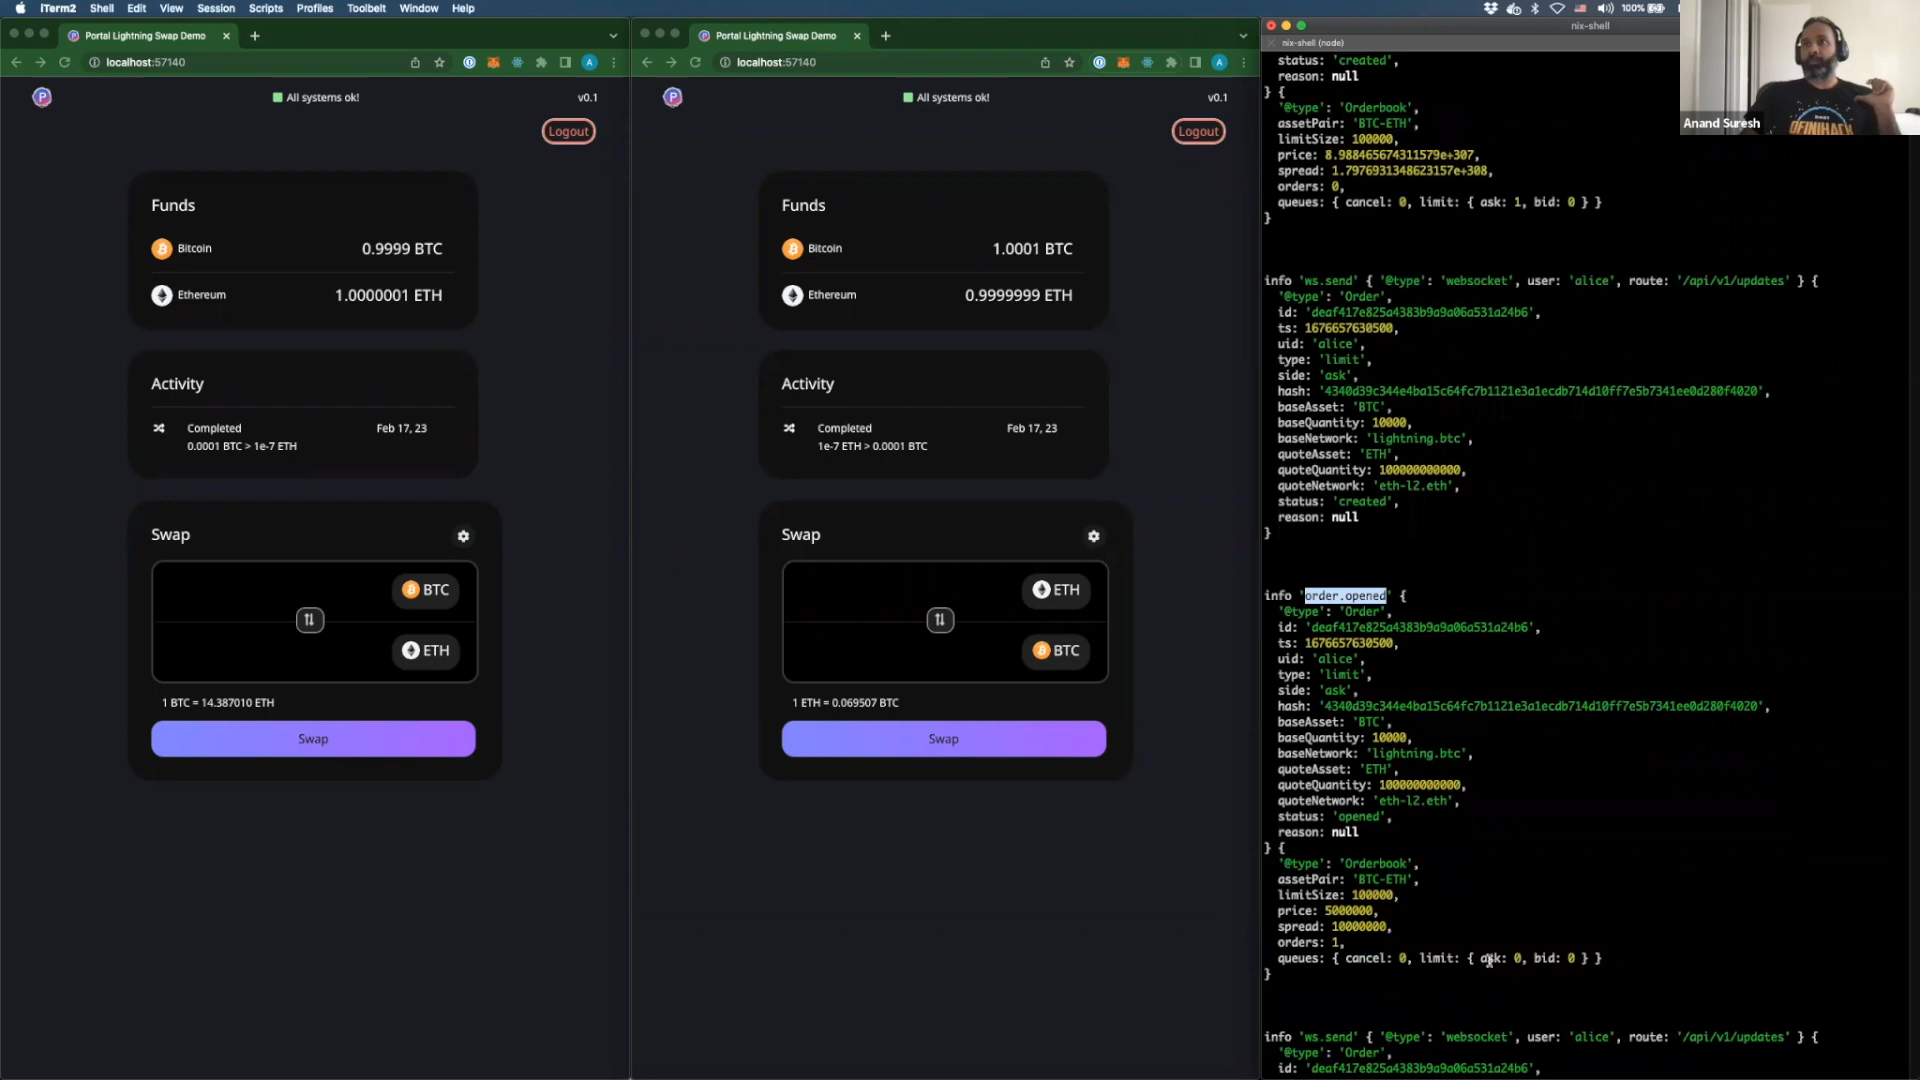 iTerm2 Shell Edit View Session Scripts Profiles Toolbelt Window Help
100%
Portal Lightning Swap Demo
localhost:57140
A
P
All systems ok!
v0.1
Logout
Funds
Bitcoin 0.9999 BTC
Ethereum 1.0000001 ETH
Activity
Completed Feb 17, 23
0.0001 BTC > 1e-7 ETH
Swap
BTC
ETH
1 BTC = 14.387010 ETH
Swap
Portal Lightning Swap Demo
localhost:57140
A
P
All systems ok!
v0.1
Logout
Funds
Bitcoin 1.0001 BTC
Ethereum 0.9999999 ETH
Activity
Completed Feb 17, 23
1e-7 ETH > 0.0001 BTC
Swap
ETH
BTC
1 ETH = 0.069507 BTC
Swap
nix-shell
nix-shell (node)
Anand Suresh
status: 'created',
reason: null
} {
'@type': 'Orderbook',
assetPair: 'BTC-ETH',
limitSize: 100000,
price: 8.988465674311579e+307,
spread: 1.7976931348623157e+308,
orders: 0,
queues: { cancel: 0, limit: { ask: 1, bid: 0 } }
}
info 'ws.send' { '@type': 'websocket', user: 'alice', route: '/api/v1/updates' } {
'@type': 'Order',
id: 'deaf417e825a4383b9a9a06a531a24b6',
ts: 1676657630500,
uid: 'alice',
type: 'limit',
side: 'ask',
hash: '4340d39c344e4ba15c64fc7b1121e3a1ecdb714d10ff7e5b7341ee0d280f4020',
baseAsset: 'BTC',
baseQuantity: 10000,
baseNetwork: 'lightning.btc',
quoteAsset: 'ETH',
quoteQuantity: 100000000000,
quoteNetwork: 'eth-l2.eth',
status: 'created',
reason: null
}
info 'order.opened' {
'@type': 'Order',
id: 'deaf417e825a4383b9a9a06a531a24b6',
ts: 1676657630500,
uid: 'alice',
type: 'limit',
side: 'ask',
hash: '4340d39c344e4ba15c64fc7b1121e3a1ecdb714d10ff7e5b7341ee0d280f4020',
baseAsset: 'BTC',
baseQuantity: 10000,
baseNetwork: 'lightning.btc',
quoteAsset: 'ETH',
quoteQuantity: 100000000000,
quoteNetwork: 'eth-l2.eth',
status: 'opened',
reason: null
} {
'@type': 'Orderbook',
assetPair: 'BTC-ETH',
limitSize: 100000,
price: 5000000,
spread: 10000000,
orders: 1,
queues: { cancel: 0, limit: { ask: 0, bid: 0 } }
}
info 'ws.send' { '@type': 'websocket', user: 'alice', route: '/api/v1/updates' } {
'@type': 'Order',
id: 'deaf417e825a4383b9a9a06a531a24b6',